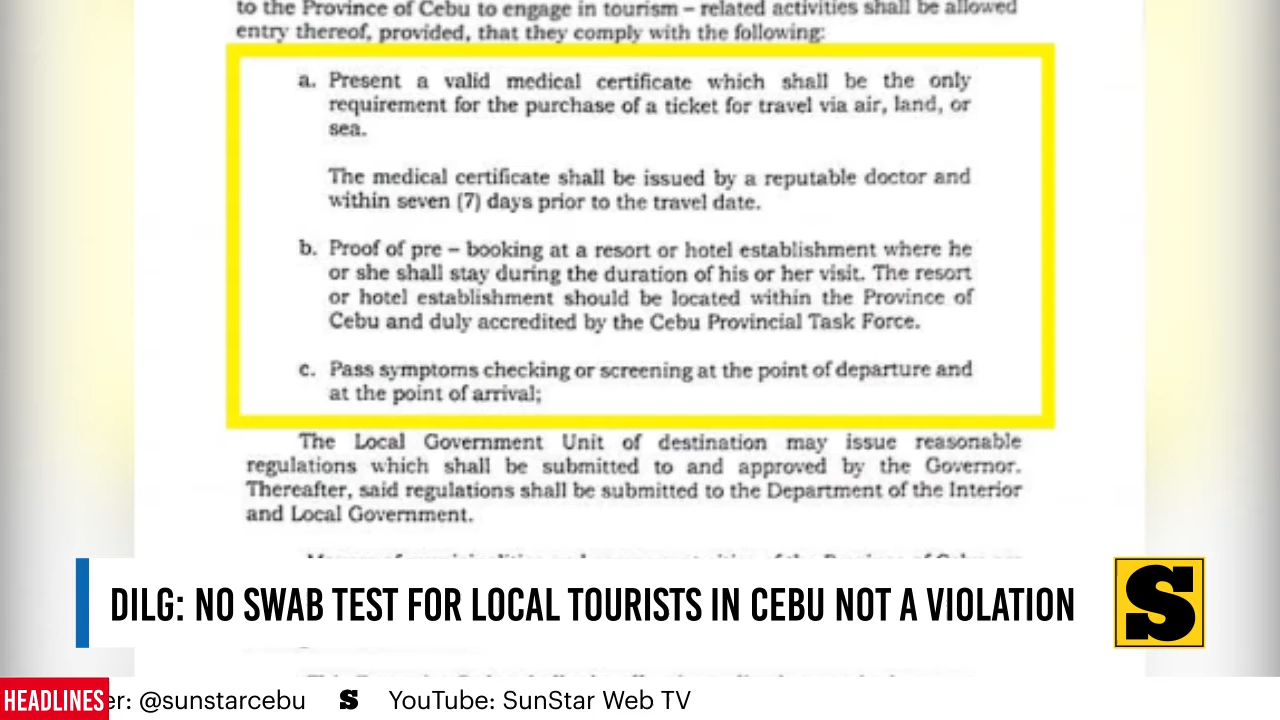 to the Province of Cebu to engage in tourism – related activities shall be allowed
entry thereof, provided, that they comply with the following:
a. Present a valid medical certificate which shall be the only
requirement for the purchase of a ticket for travel via air, land, or
sea.
The medical certificate shall be issued by a reputable doctor and
within seven (7) days prior to the travel date.
b. Proof of pre – booking at a resort or hotel establishment where he
or she shall stay during the duration of his or her visit. The resort
or hotel establishment should be located within the Province of
Cebu and duly accredited by the Cebu Provincial Task Force.
c. Pass symptoms checking or screening at the point of departure and
at the point of arrival;
The Local Government Unit of destination may issue reasonable
regulations which shall be submitted to and approved by the Governor.
Thereafter, said regulations shall be submitted to the Department of the Interior
and Local Government.
DILG: NO SWAB TEST FOR LOCAL TOURISTS IN CEBU NOT A VIOLATION
S
HEADLINES er: @sunstarcebu S YouTube: SunStar Web TV